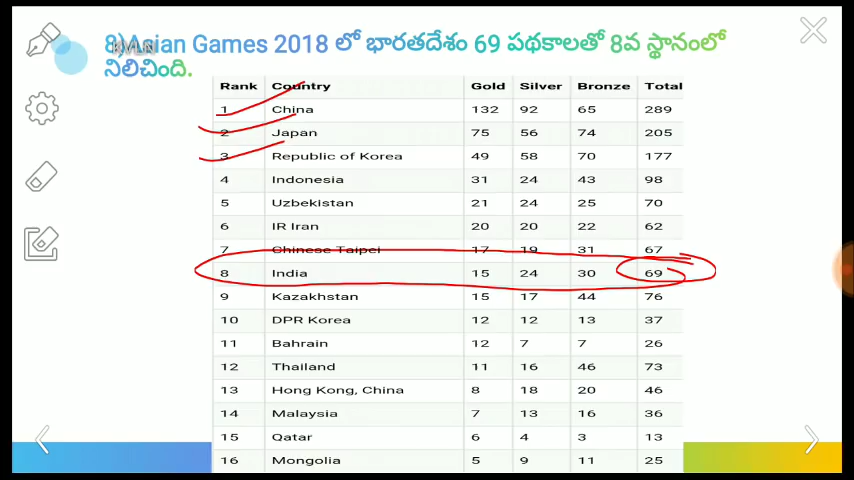 8)Asian Games 2018 లో భారతదేశం 69 పథకాలతో 8వ స్థానంలో
నిలిచింది.
Rank Country Gold Silver Bronze Total
1 China 132 92 65 289
2 Japan 75 56 74 205
3 Republic of Korea 49 58 70 177
4 Indonesia 31 24 43 98
5 Uzbekistan 21 24 25 70
6 IR Iran 20 20 22 62
7 Chinese Taipei 17 19 31 67
8 India 15 24 30 69
9 Kazakhstan 15 17 44 76
10 DPR Korea 12 12 13 37
11 Bahrain 12 7 7 26
12 Thailand 11 16 46 73
13 Hong Kong, China 8 18 20 46
14 Malaysia 7 13 16 36
15 Qatar 6 4 3 13
16 Mongolia 5 9 11 25